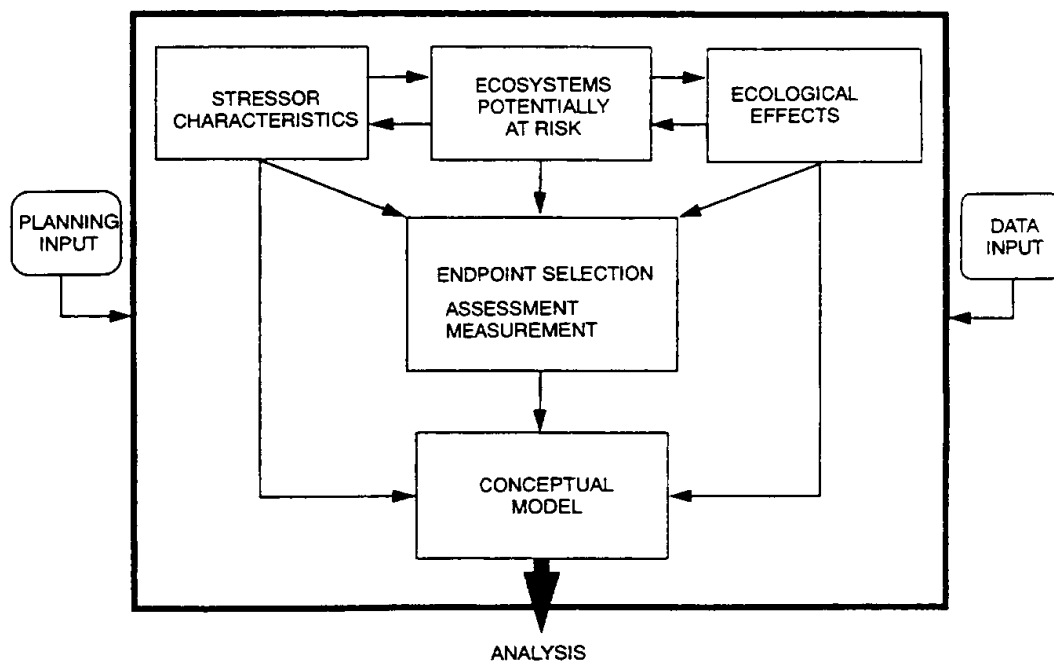 STRESSOR
CHARACTERISTICS
ECOSYSTEMS
POTENTIALLY
AT RISK
ECOLOGICAL
EFFECTS
PLANNING
INPUT
ENDPOINT SELECTION
ASSESSMENT
MEASUREMENT
DATA
INPUT
CONCEPTUAL
MODEL
ANALYSIS